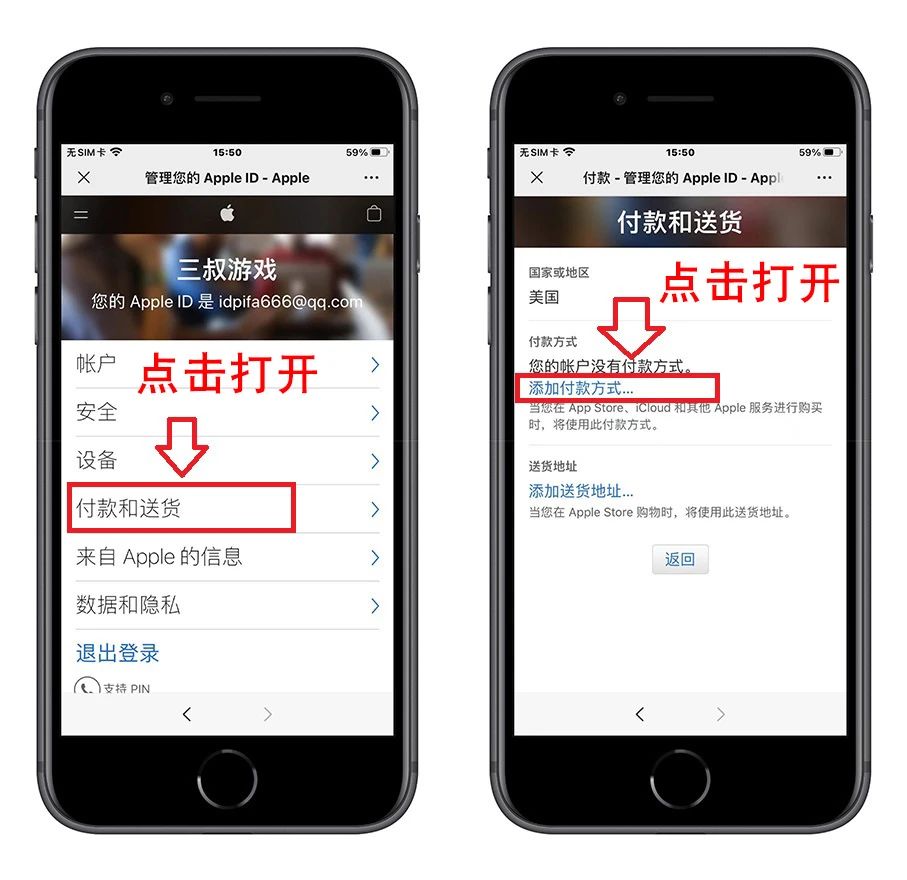 无SIM卡 15:50 59%
管理您的 Apple ID - Apple
三叔游戏
您的 Apple ID 是 idpifa666@qq.com
帐户
点击打开
安全
设备
付款和送货
来自 Apple 的信息
数据和隐私
退出登录
支持 PIN
无SIM卡 15:50 59%
付款 - 管理您的 Apple ID - Appl
付款和送货
国家或地区
点击打开
美国
付款方式
您的帐户没有付款方式。
添加付款方式...
当您在 App Store、iCloud 和其他 Apple 服务进行购买
时，将使用此付款方式。
送货地址
添加送货地址...
当您在 Apple Store 购物时，将使用此送货地址。
返回